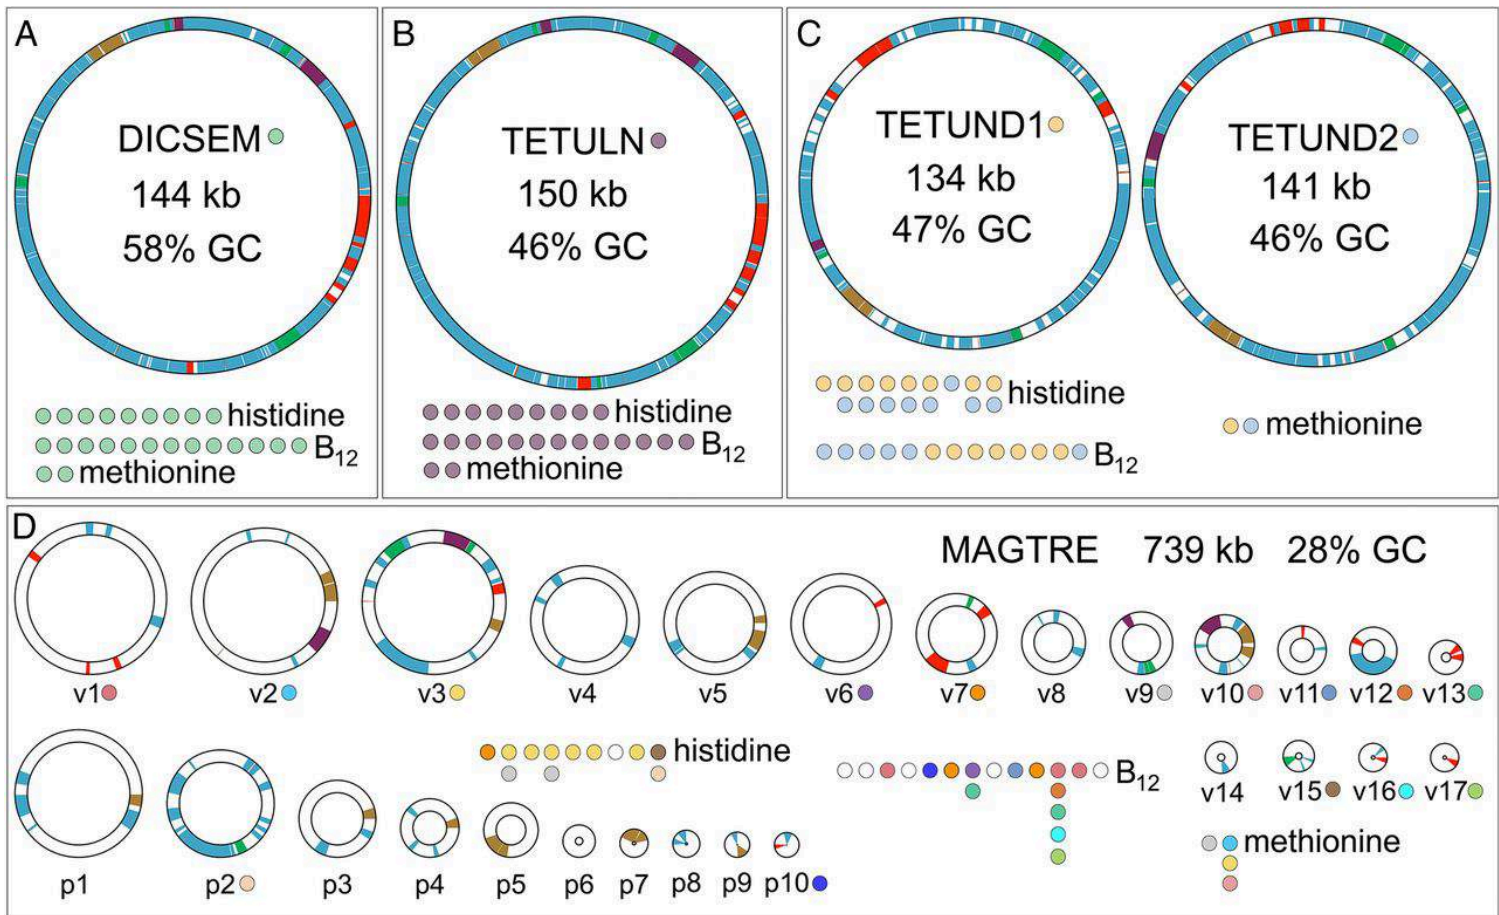 A
DICSEM
144 kb
58% GC
histidine
B12
methionine
B
TETULN
150 kb
46% GC
histidine
B12
methionine
C
TETUND1
134 kb
47% GC
TETUND2
141 kb
46% GC
histidine
B12
methionine
D
MAGTRE 739 kb 28% GC
v1 v2 v3 v4 v5 v6 v7 v8 v9 v10 v11 v12 v13
histidine
B12
v14 v15 v16 v17
methionine
p1 p2 p3 p4 p5 p6 p7 p8 p9 p10